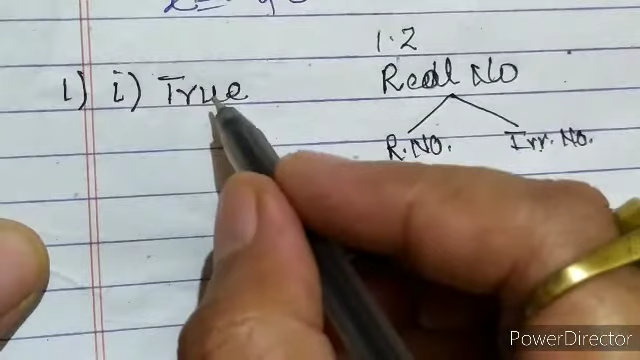 1.2
1) i) True
Real No
R.No. Irr. No.
PowerDirector